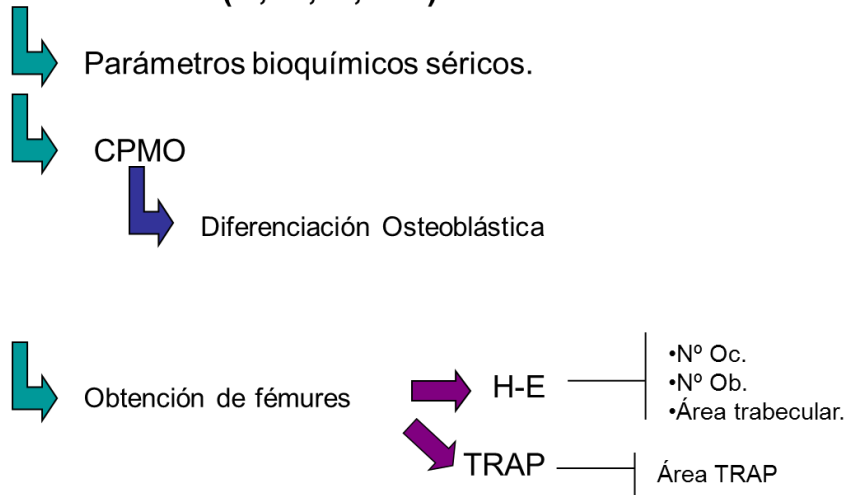 Parámetros bioquímicos séricos.
CPMO
Diferenciación Osteoblástica
Obtención de fémures
H-E
•Nº Oc.
•Nº Ob.
•Área trabecular.
TRAP
Área TRAP